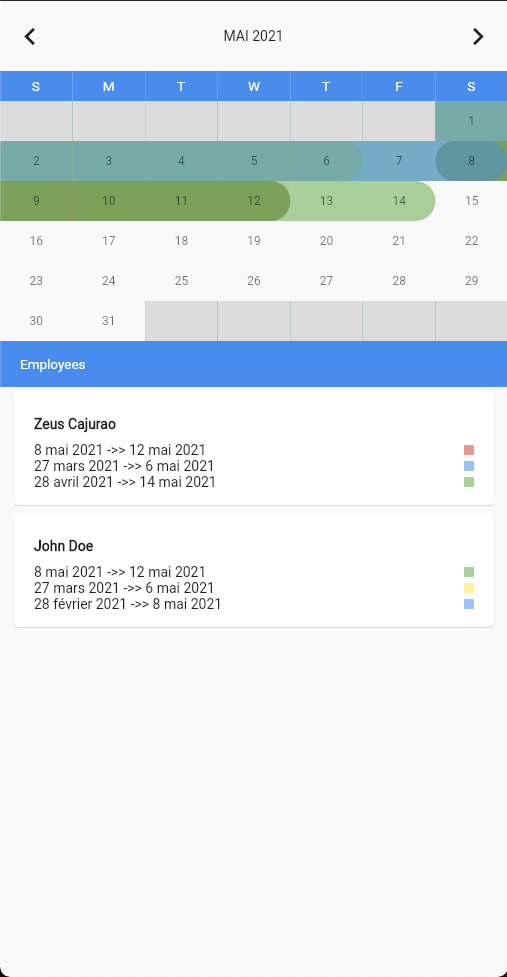 MAI 2021
S M T W T F S
1
2 3 4 5 6 7 8
9 10 11 12 13 14 15
16 17 18 19 20 21 22
23 24 25 26 27 28 29
30 31
Employees
Zeus Cajurao
8 mai 2021 ->> 12 mai 2021
27 mars 2021 ->> 6 mai 2021
28 avril 2021 ->> 14 mai 2021
John Doe
8 mai 2021 ->> 12 mai 2021
27 mars 2021 ->> 6 mai 2021
28 février 2021 ->> 8 mai 2021